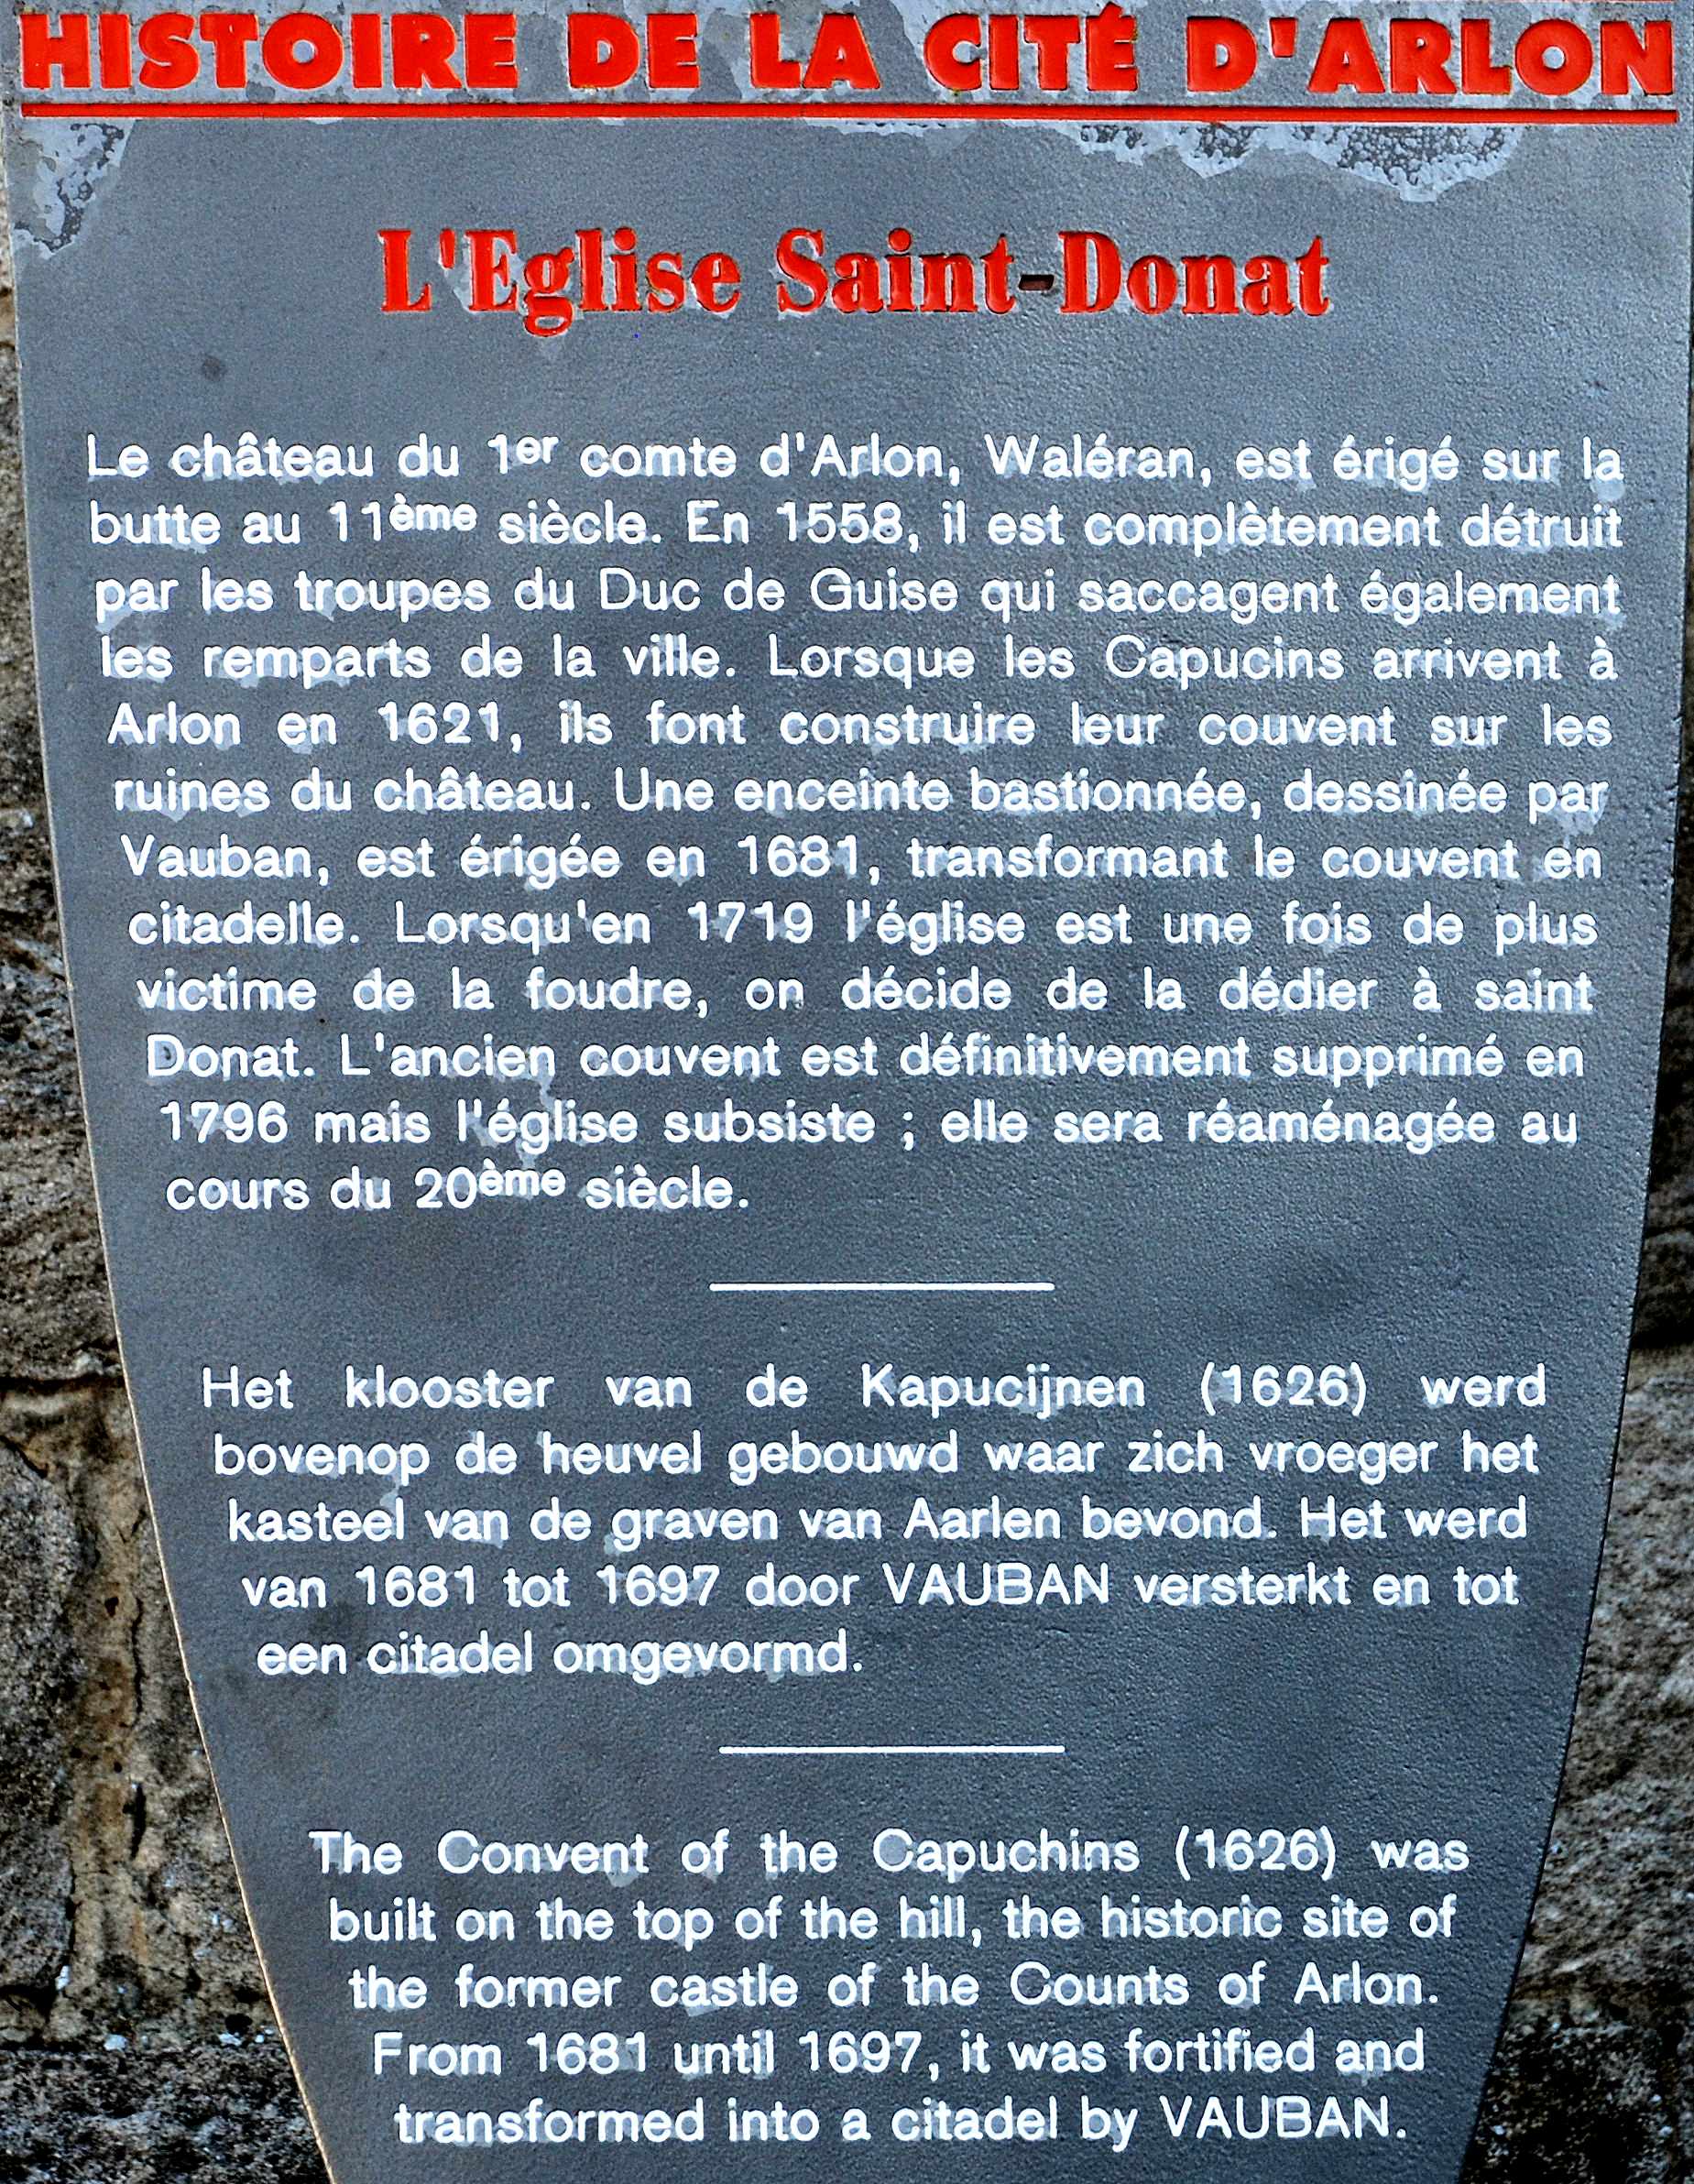 HISTOIRE DE LA CITÉ D'ARLON
L'Eglise Saint-Donat
Le château du 1er comte d'Arlon, Waléran, est érigé sur la
butte au 11ème siècle. En 1558, il est complètement détruit
par les troupes du Duc de Guise qui saccagent également
les remparts de la ville. Lorsque les Capucins arrivent à
Arlon en 1621, ils font construire leur couvent sur les
ruines du château. Une enceinte bastionnée, dessinée par
Vauban, est érigée en 1681, transformant le couvent en
citadelle. Lorsqu'en 1719 l'église est une fois de plus
victime de la foudre, on décide de la dédier à saint
Donat. L'ancien couvent est définitivement supprimé en
1796 mais l'église subsiste ; elle sera réaménagée au
cours du 20ème siècle.
Het klooster van de Kapucijnen (1626) werd
bovenop de heuvel gebouwd waar zich vroeger het
kasteel van de graven van Aarlen bevond. Het werd
van 1681 tot 1697 door VAUBAN versterkt en tot
een citadel omgevormd.
The Convent of the Capuchins (1626) was
built on the top of the hill, the historic site of
the former castle of the Counts of Arlon.
From 1681 until 1697, it was fortified and
transformed into a citadel by VAUBAN.